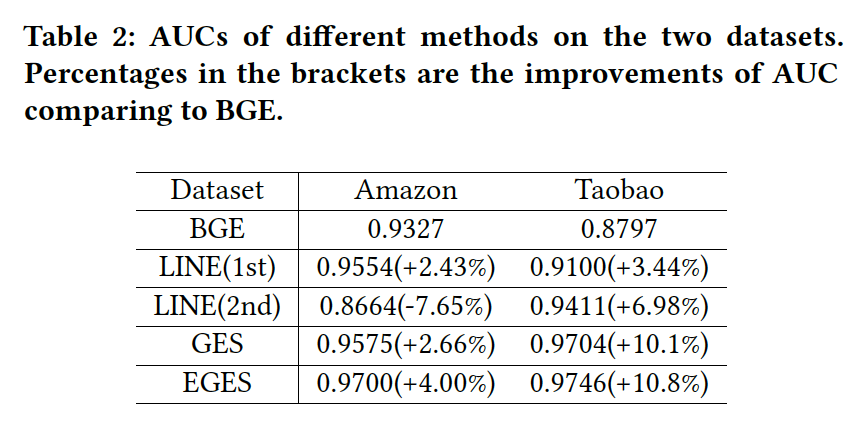 Table 2: AUCs of different methods on the two datasets.
Percentages in the brackets are the improvements of AUC
comparing to BGE.
Dataset Amazon Taobao
BGE 0.9327 0.8797
LINE(1st) 0.9554(+2.43%) 0.9100(+3.44%)
LINE(2nd) 0.8664(-7.65%) 0.9411(+6.98%)
GES 0.9575(+2.66%) 0.9704(+10.1%)
EGES 0.9700(+4.00%) 0.9746(+10.8%)